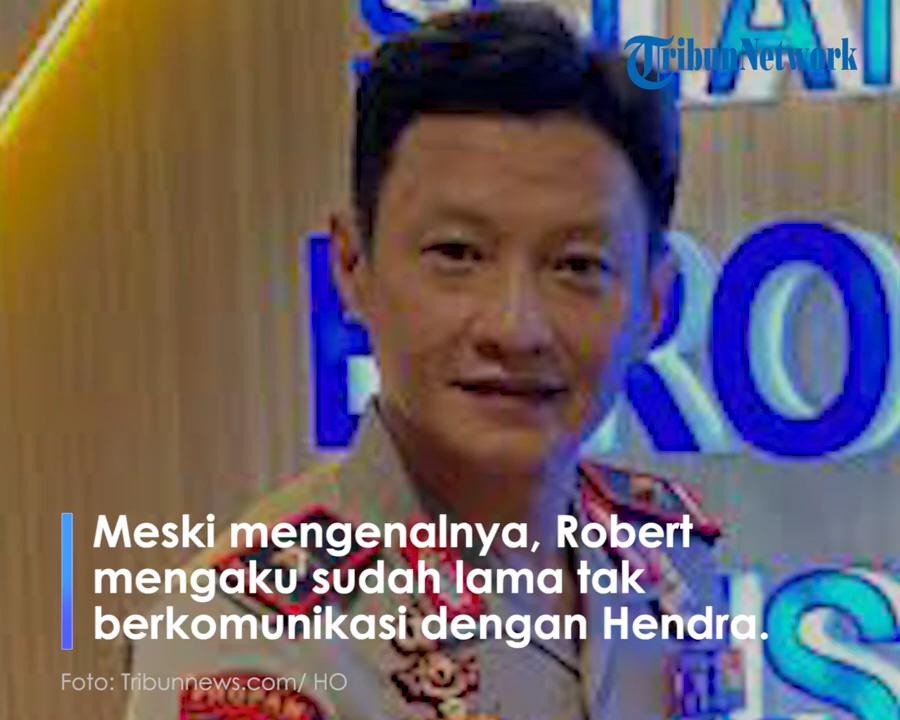 TribunNetwork
Meski mengenalnya, Robert
mengaku sudah lama tak
berkomunikasi dengan Hendra.
Foto: Tribunnews.com/ HO